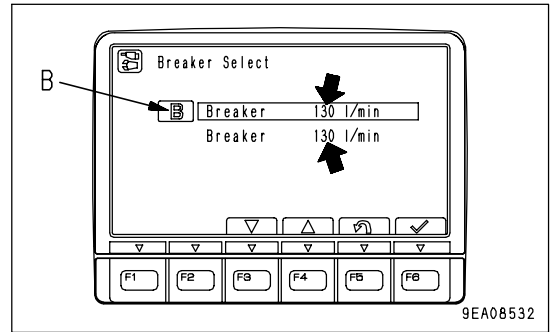 Breaker Select
B
B Breaker 130 l/min
Breaker 130 l/min
F1 F2 F3 F4 F5 F6
9EA08532